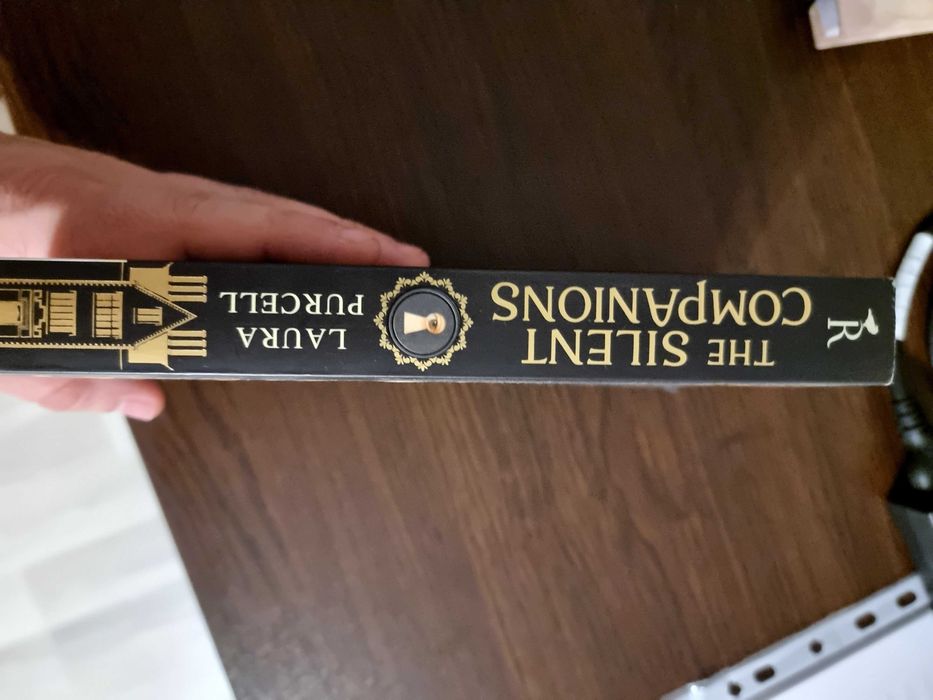 THE SILENT
COMPANIONS
LAURA
PURCELL
R